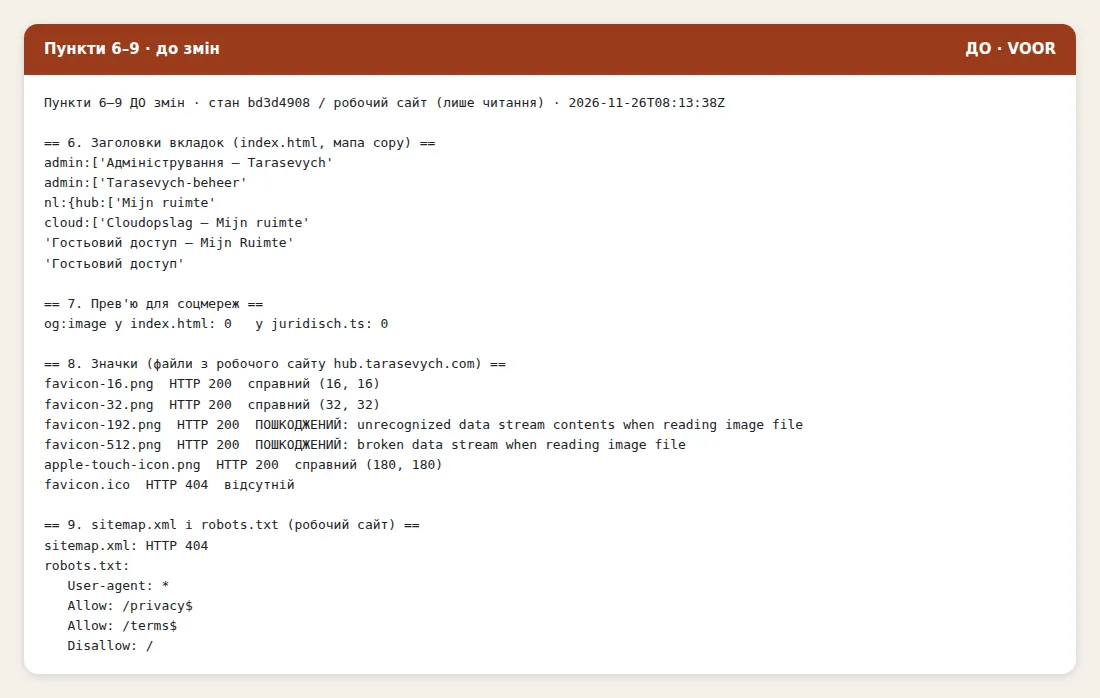 Пункти 6–9 · до змін
ДО · VOOR
Пункти 6–9 ДО змін · стан bd3d4908 / робочий сайт (лише читання) · 2026-11-26T08:13:38Z
== 6. Заголовки вкладок (index.html, мапа copy) ==
admin:['Адміністрування — Tarasevych'
admin:['Tarasevych-beheer'
nl:{hub:['Mijn ruimte'
cloud:['Cloudopslag — Mijn ruimte'
'Гостьовий доступ — Mijn Ruimte'
'Гостьовий доступ'
== 7. Прев'ю для соцмереж ==
og:image у index.html: 0   у juridisch.ts: 0
== 8. Значки (файли з робочого сайту hub.tarasevych.com) ==
favicon-16.png  HTTP 200  справний (16, 16)
favicon-32.png  HTTP 200  справний (32, 32)
favicon-192.png  HTTP 200  ПОШКОДЖЕНИЙ: unrecognized data stream contents when reading image file
favicon-512.png  HTTP 200  ПОШКОДЖЕНИЙ: broken data stream when reading image file
apple-touch-icon.png  HTTP 200  справний (180, 180)
favicon.ico  HTTP 404  відсутній
== 9. sitemap.xml і robots.txt (робочий сайт) ==
sitemap.xml: HTTP 404
robots.txt:
   User-agent: *
   Allow: /privacy$
   Allow: /terms$
   Disallow: /